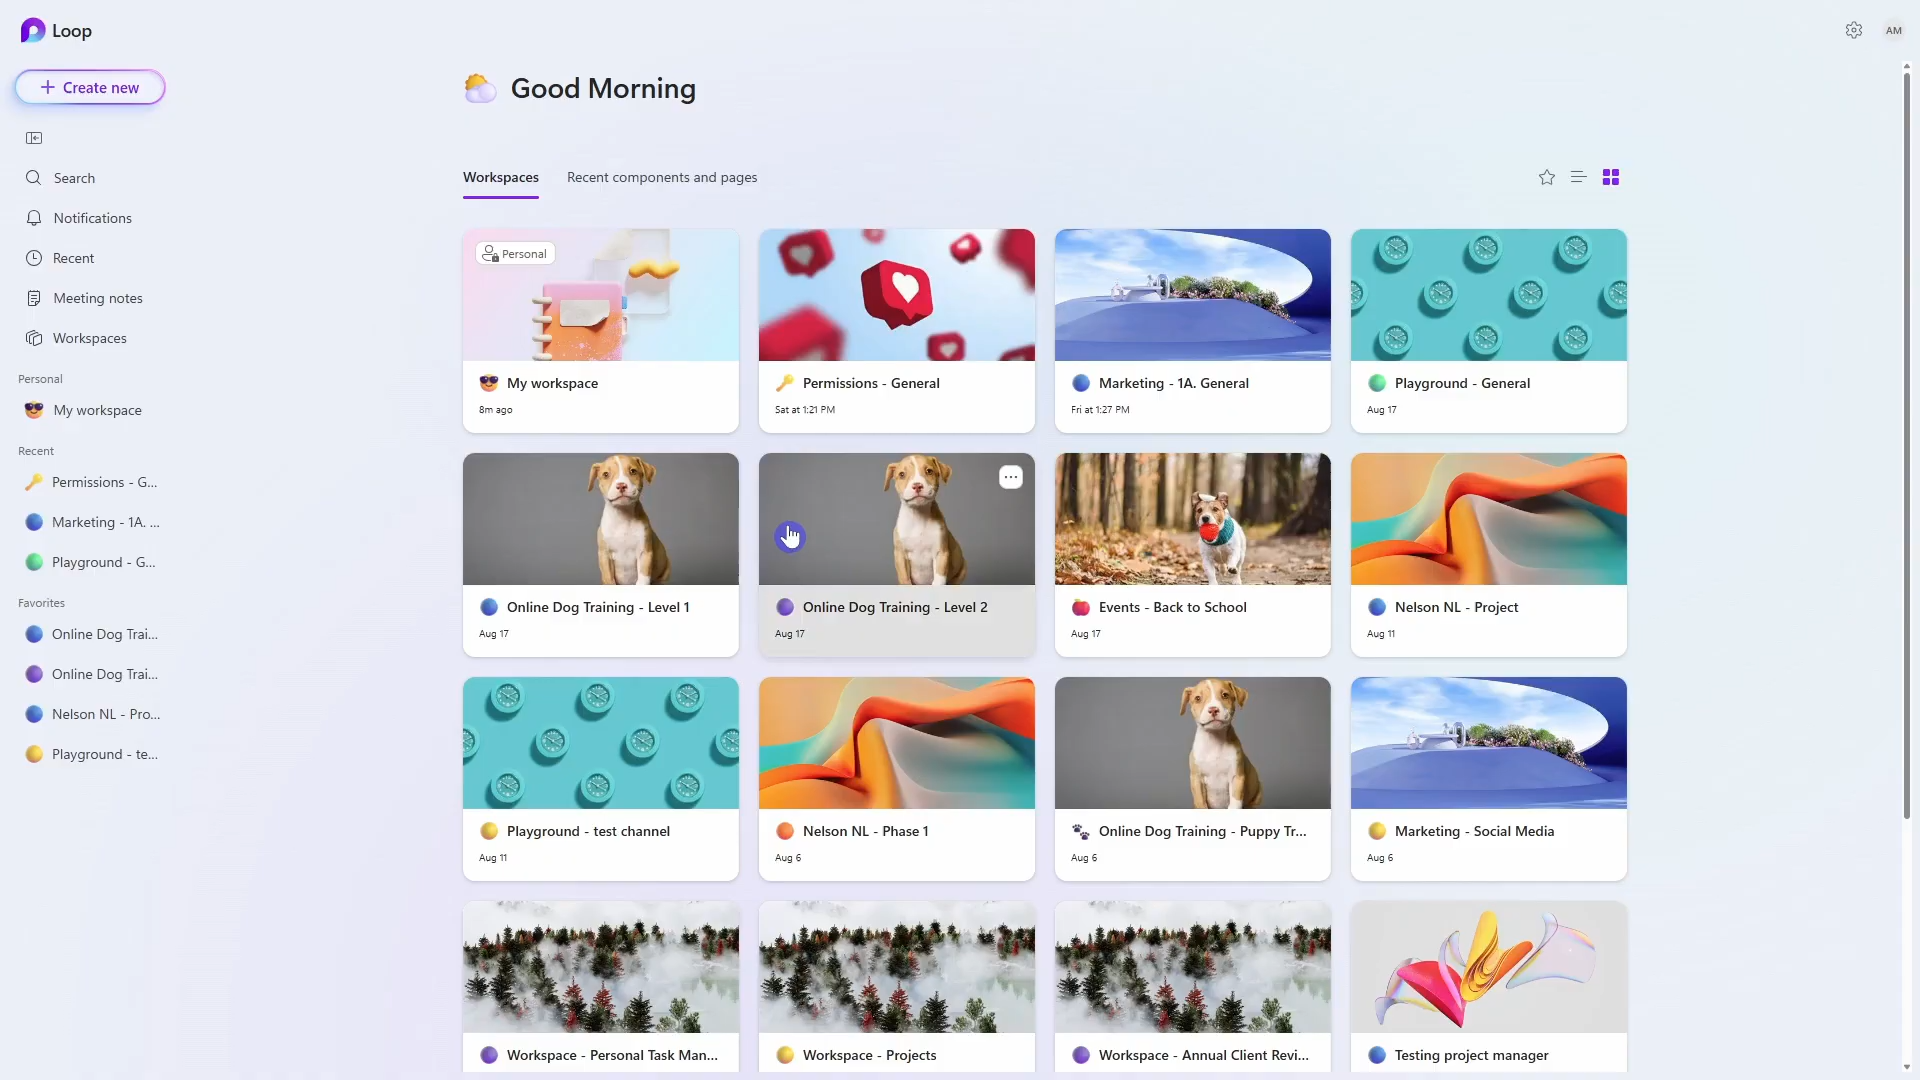 Loop
AM
Create new
Search
Notifications
Recent
Meeting notes
Workspaces
Personal
My workspace
Recent
Permissions - G...
Marketing - 1A. ...
Playground - G...
Favorites
Online Dog Trai...
Online Dog Trai...
Nelson NL - Pro...
Playground - te...
Good Morning
Workspaces
Recent components and pages
Personal
My workspace
8m ago
Permissions - General
Sat at 1:21 PM
Marketing - 1A. General
Fri at 1:27 PM
Playground - General
Aug 17
Online Dog Training - Level 1
Aug 17
Online Dog Training - Level 2
Aug 17
Events - Back to School
Aug 17
Nelson NL - Project
Aug 11
Playground - test channel
Aug 11
Nelson NL - Phase 1
Aug 6
Online Dog Training - Puppy Tr...
Aug 6
Marketing - Social Media
Aug 6
Workspace - Personal Task Man...
Workspace - Projects
Workspace - Annual Client Revi...
Testing project manager